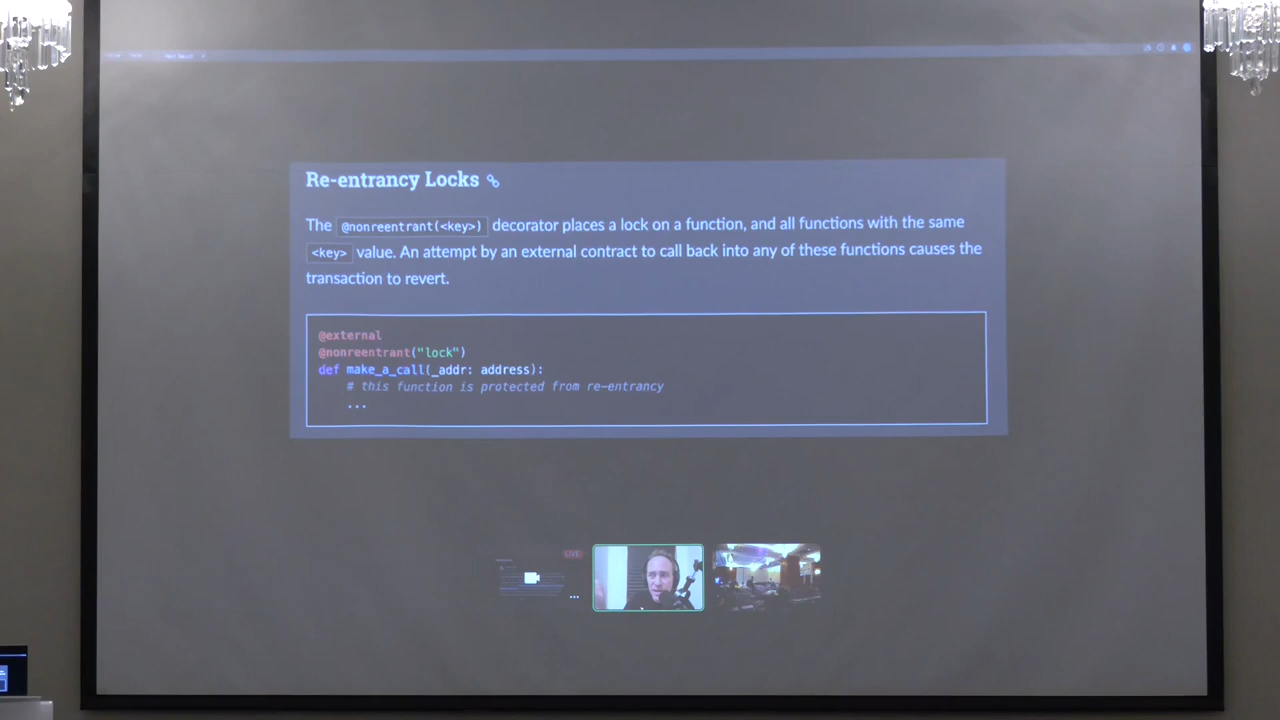 Re-entrancy Locks
The @nonreentrant(<key>) decorator places a lock on a function, and all functions with the same
<key> value. An attempt by an external contract to call back into any of these functions causes the
transaction to revert.
@external
@nonreentrant("lock")
def make_a_call(_addr: address):
# this function is protected from re-entrancy
...
LIVE